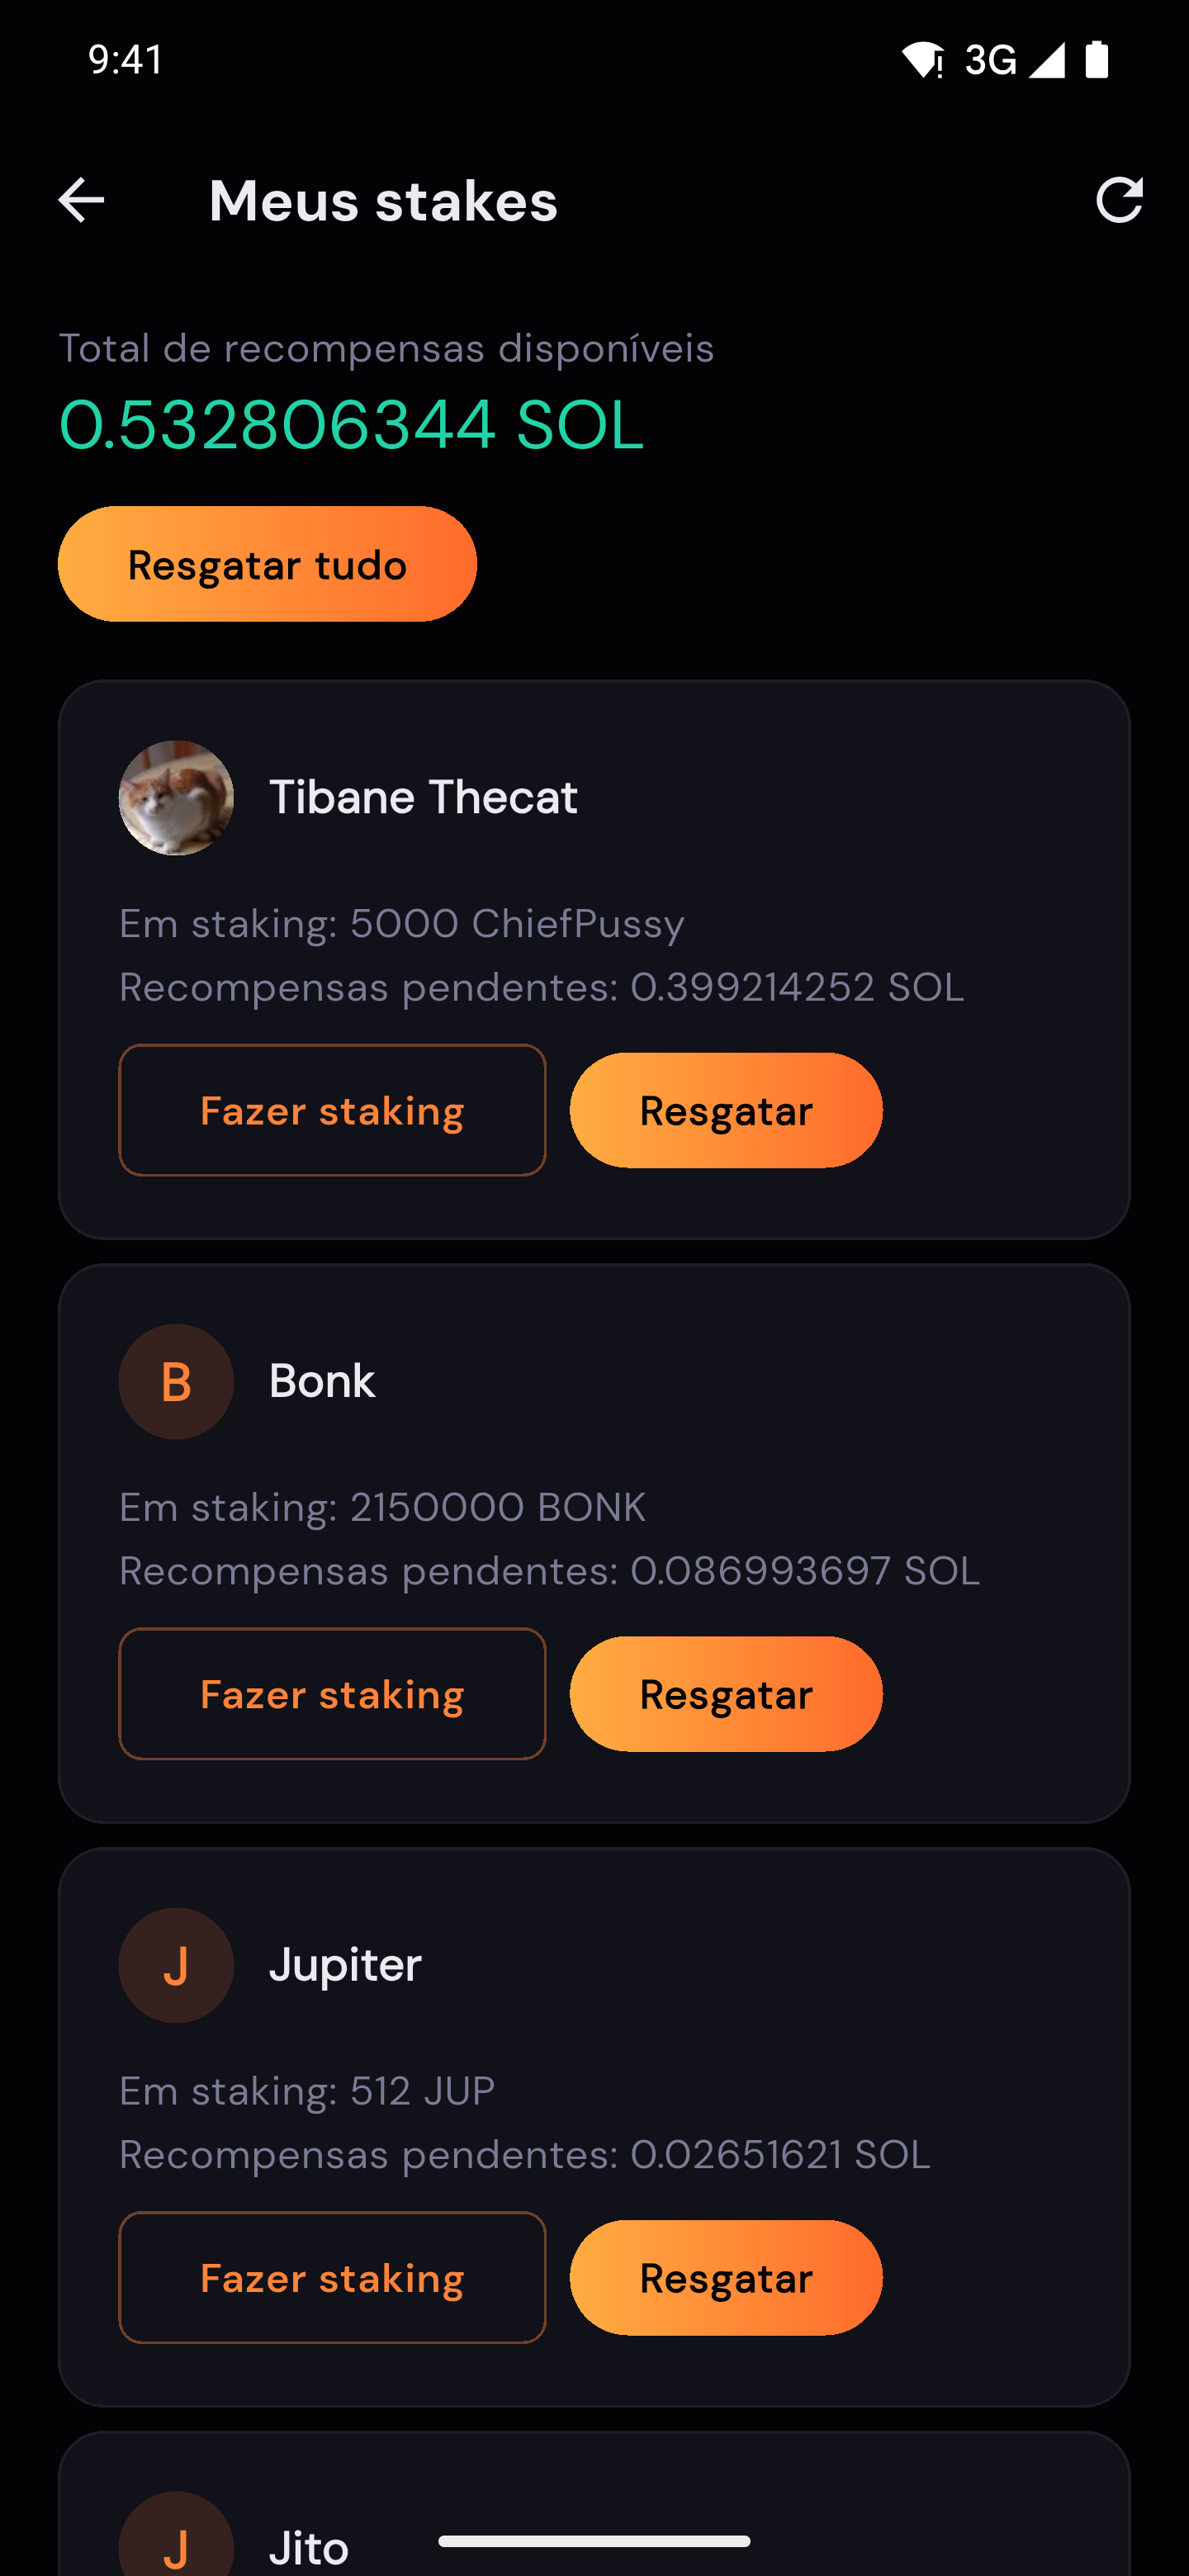 9:41
3G
Meus stakes
Total de recompensas disponíveis
0.532806344 SOL
Resgatar tudo
Tibane Thecat
Em staking: 5000 ChiefPussy
Recompensas pendentes: 0.399214252 SOL
Fazer staking
Resgatar
B
Bonk
Em staking: 2150000 BONK
Recompensas pendentes: 0.086993697 SOL
Fazer staking
Resgatar
J
Jupiter
Em staking: 512 JUP
Recompensas pendentes: 0.02651621 SOL
Fazer staking
Resgatar
J
Jito